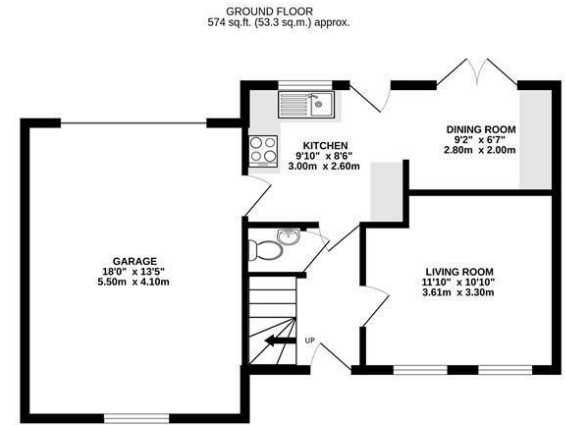 GROUND FLOOR
574 sq.ft. (53.3 sq.m.) approx.
KITCHEN
9'10" x 8'6"
3.00m x 2.60m
DINING ROOM
9'2" x 6'7"
2.80m x 2.00m
GARAGE
18'0" x 13'5"
5.50m x 4.10m
LIVING ROOM
11'10" x 10'10"
3.61m x 3.30m
UP